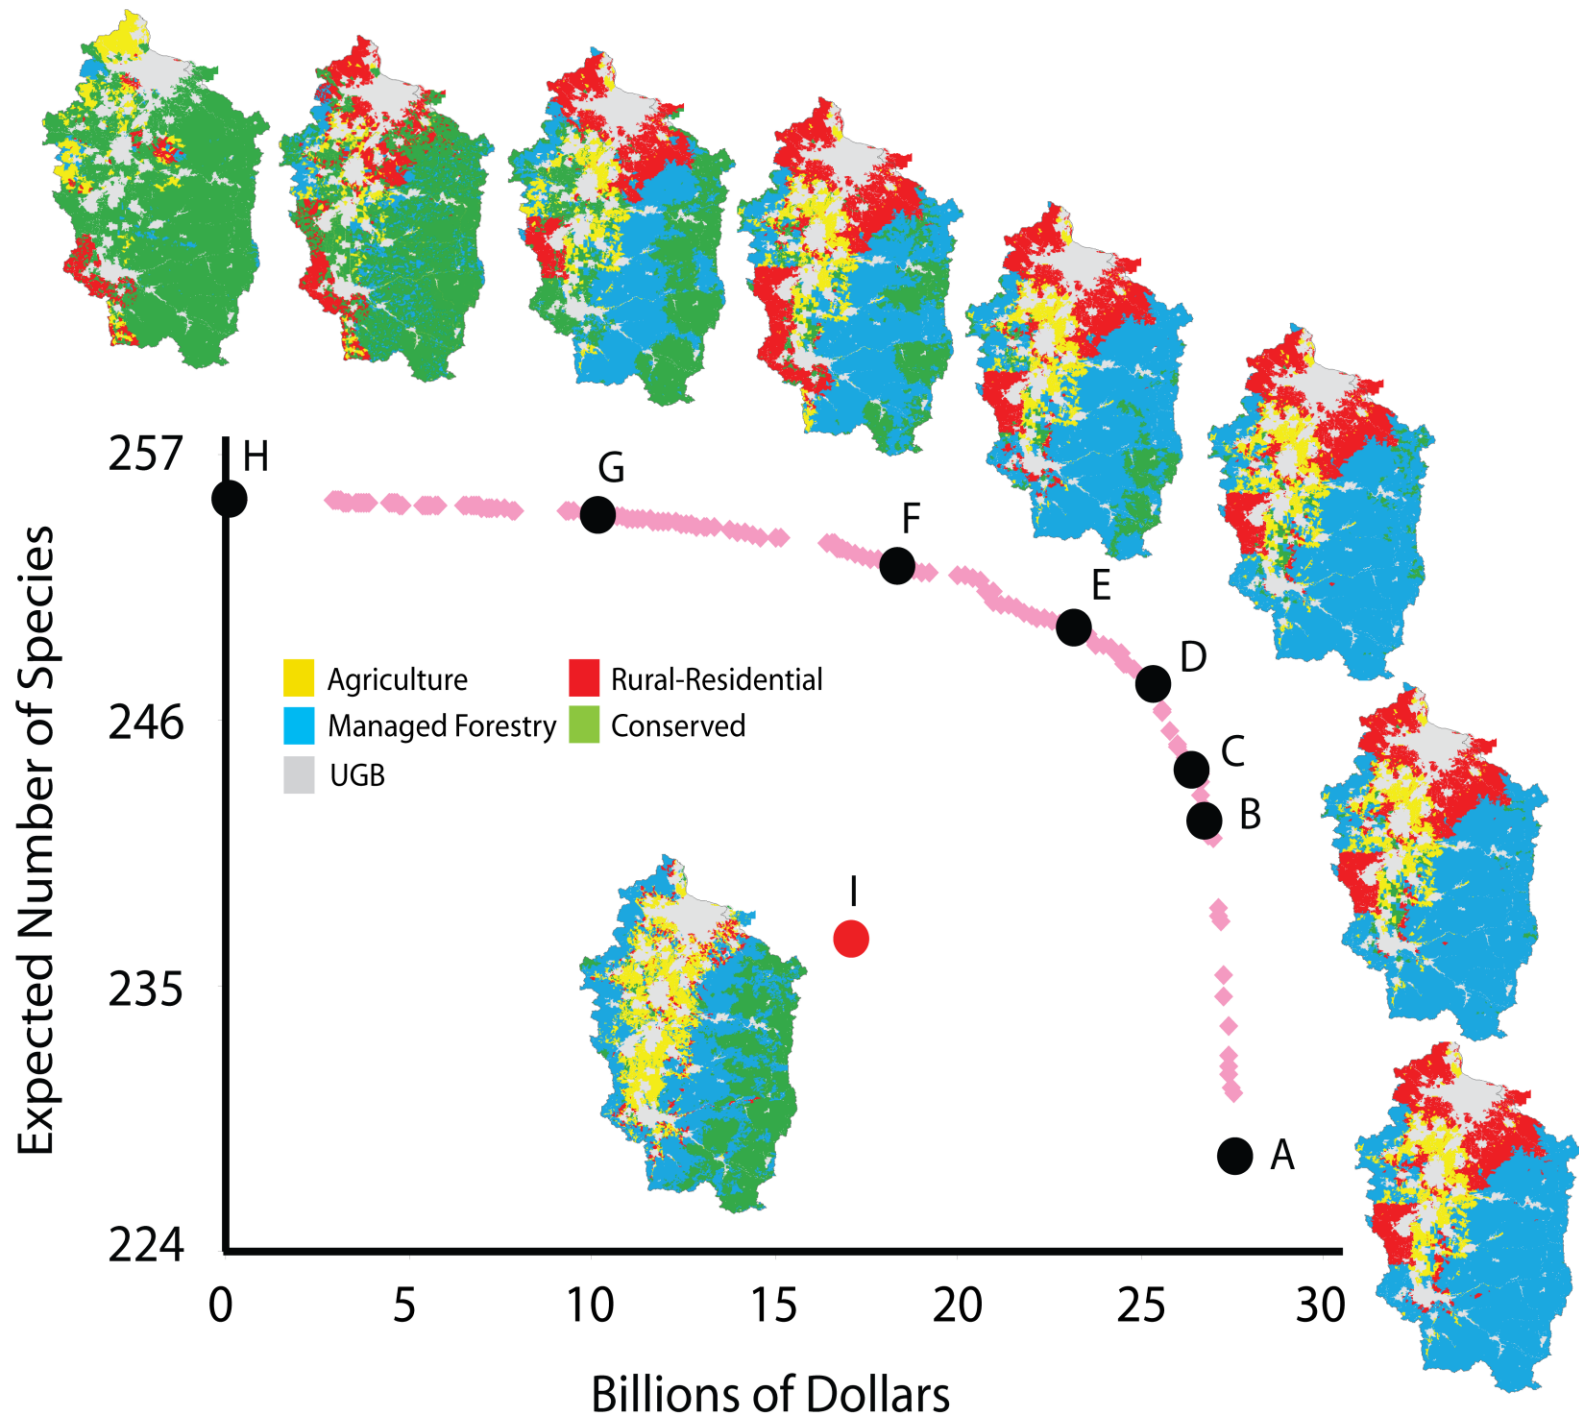 257
H
G
F
E
D
246
C
B
I
235
A
224
0 5 10 15 20 25 30
Expected Number of Species
Billions of Dollars
Agriculture
Rural-Residential
Managed Forestry
Conserved
UGB